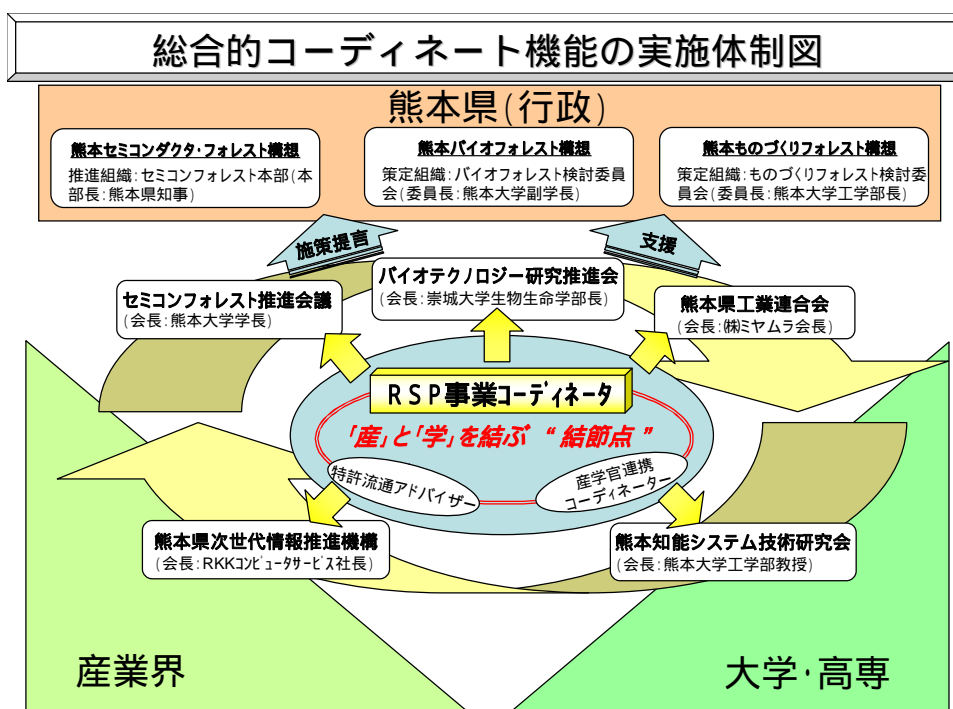 総合的コーディネート機能の実施体制図
熊本県(行政)
熊本セミコンダクタ・フォレスト構想
推進組織:セミコンフォレスト本部(本
部長:熊本県知事)
熊本バイオフォレスト構想
策定組織:バイオフォレスト検討委員
会(委員長:熊本大学副学長)
熊本ものづくりフォレスト構想
策定組織:ものづくりフォレスト検討委
員会(委員長:熊本大学工学部長)
施策提言
支援
セミコンフォレスト推進会議
(会長:熊本大学学長)
バイオテクノロジー研究推進会
(会長:崇城大学生物生命学部長)
熊本県工業連合会
(会長:㈱ミヤムラ会長)
RSP事業コーディネータ
「産」と「学」を結ぶ “結節点”
特許流通アドバイザー
産学官連携
コーディネーター
熊本県次世代情報推進機構
(会長:RKKコンピュータサービス社長)
熊本知能システム技術研究会
(会長:熊本大学工学部教授)
産業界
大学・高専